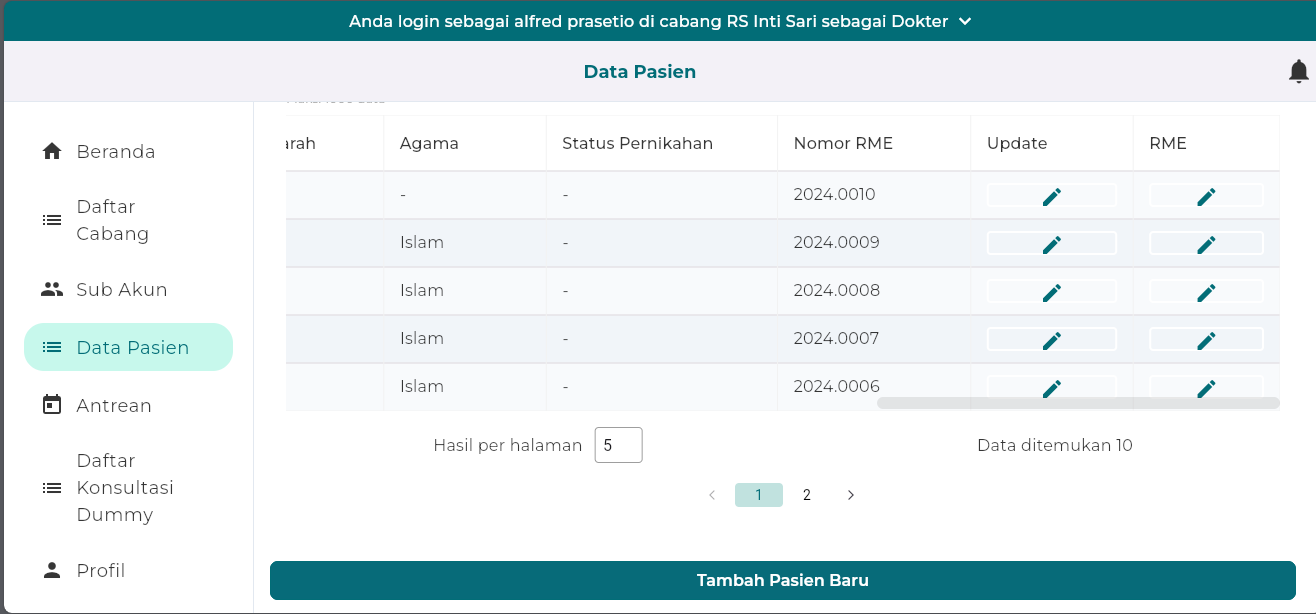 Anda login sebagai alfred prasetio di cabang RS Inti Sari sebagai Dokter
Data Pasien
Beranda
Daftar
Cabang
Sub Akun
Data Pasien
Antrean
Daftar
Konsultasi
Dummy
Profil
arah Agama Status Pernikahan Nomor RME Update RME
- - 2024.0010
Islam - 2024.0009
Islam - 2024.0008
Islam - 2024.0007
Islam - 2024.0006
Hasil per halaman 5 Data ditemukan 10
1 2
Tambah Pasien Baru